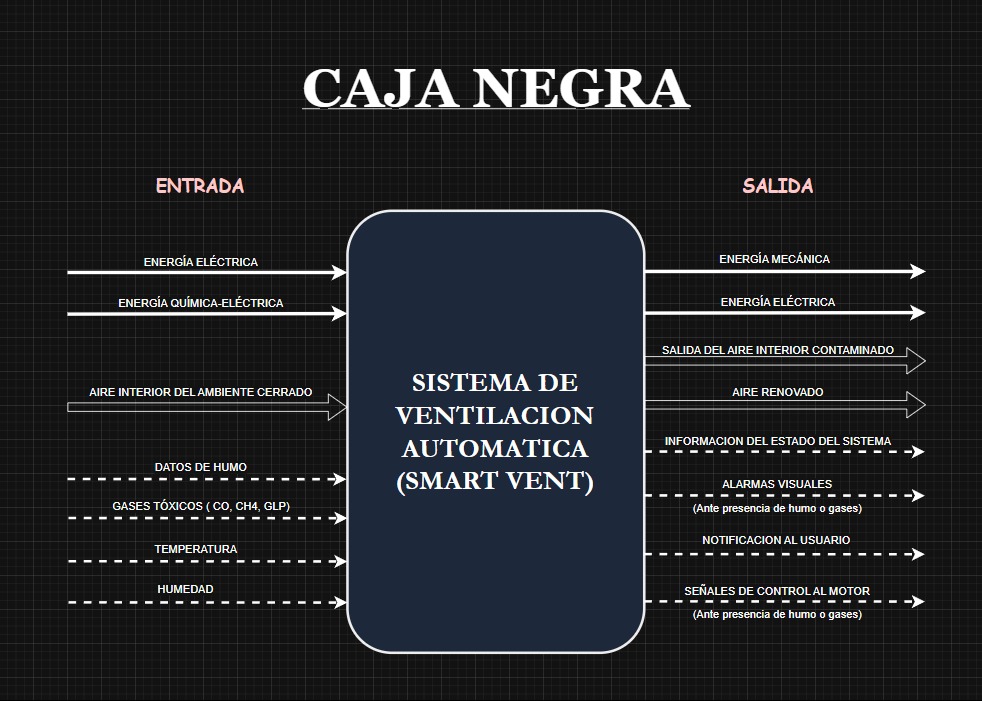 CAJA NEGRA
ENTRADA
SALIDA
ENERGÍA ELÉCTRICA
ENERGÍA QUÍMICA-ELÉCTRICA
AIRE INTERIOR DEL AMBIENTE CERRADO
DATOS DE HUMO
GASES TÓXICOS ( CO, CH4, GLP)
TEMPERATURA
HUMEDAD
SISTEMA DE
VENTILACION
AUTOMATICA
(SMART VENT)
ENERGÍA MECÁNICA
ENERGÍA ELÉCTRICA
SALIDA DEL AIRE INTERIOR CONTAMINADO
AIRE RENOVADO
INFORMACION DEL ESTADO DEL SISTEMA
ALARMAS VISUALES
(Ante presencia de humo o gases)
NOTIFICACION AL USUARIO
SEÑALES DE CONTROL AL MOTOR
(Ante presencia de humo o gases)